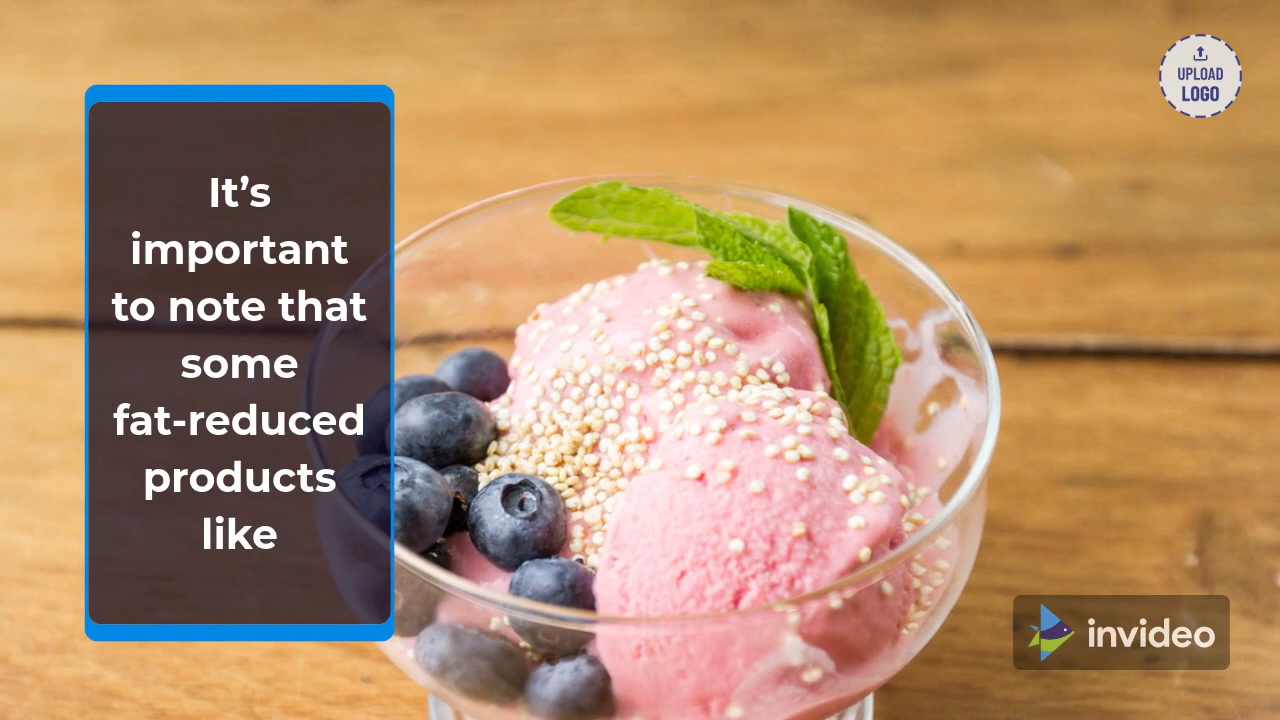 UPLOAD
LOGO
It’s
important
to note that
some
fat-reduced
products
like
invideo